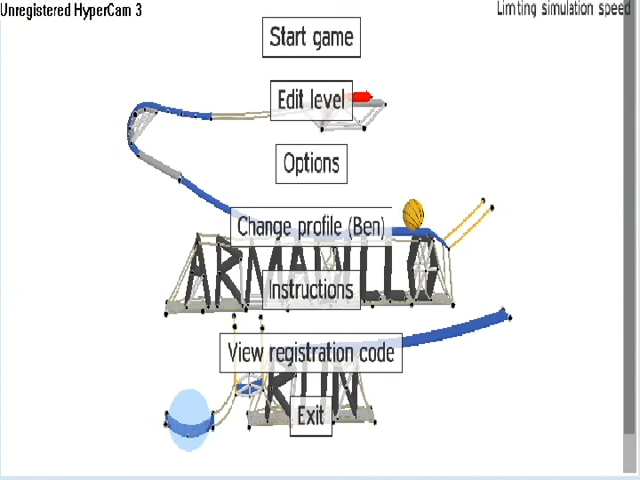 Unregistered HyperCam 3
Limiting simulation speed
Start game
Edit level
Options
Change profile (Ben)
ARMADILLO
Instructions
View registration code
RUN
Exit